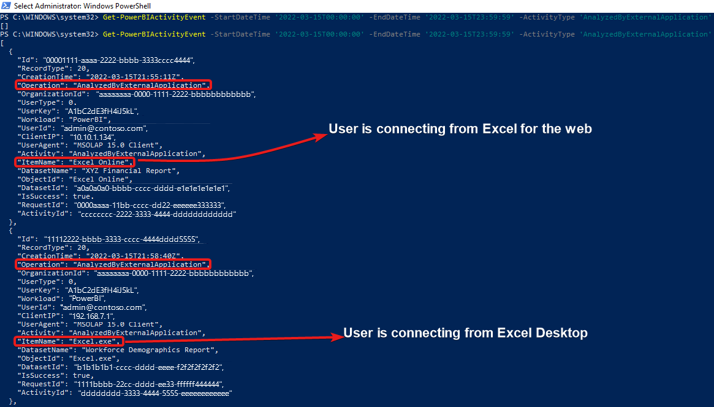 Select Administrator: Windows PowerShell
PS C:\WINDOWS\system32> Get-PowerBIActivityEvent -StartDateTime '2022-03-15T00:00:00' -EndDateTime '2022-03-15T23:59:59' -ActivityType 'AnalyzedByExternalApplication'
[]
PS C:\WINDOWS\system32> Get-PowerBIActivityEvent -StartDateTime '2022-03-15T00:00:00' -EndDateTime '2022-03-15T23:59:59' -ActivityType 'AnalyzedByExternalApplication'
[
{
"Id": "00001111-aaaa-2222-bbbb-3333cccc4444",
"RecordType": 20,
"CreationTime": "2022-03-15T21:55:11Z",
"Operation": "AnalyzedByExternalApplication",
"OrganizationId": "aaaaaaaa-0000-1111-2222-bbbbbbbbbbbb",
"UserType": 0.
"UserKey": "A1bC2dE3fH4iJ5kL",
"Workload": "PowerBI",
"UserId": "admin@contoso.com",
"ClientIP": "10.10.1.134",
"UserAgent": "MSOLAP 15.0 Client",
"Activity": "AnalyzedByExternalApplication",
"ItemName": "Excel Online", User is connecting from Excel for the web
"DatasetName": "XYZ Financial Report",
"ObjectId": "Excel Online",
"DatasetId": "a0a0a0a0-bbbb-cccc-dddd-e1e1e1e1e1e1",
"IsSuccess": true,
"RequestId": "0000aaaa-11bb-cccc-dd22-eeeeee333333",
"ActivityId": "cccccccc-2222-3333-4444-dddddddddddd"
},
{
"Id": "11112222-bbbb-3333-cccc-4444dddd5555",
"RecordType": 20,
"CreationTime": "2022-03-15T21:58:40Z",
"Operation": "AnalyzedByExternalApplication",
"OrganizationId": "aaaaaaaa-0000-1111-2222-bbbbbbbbbbbb",
"UserType": 0,
"UserKey": "A1bC2dE3fH4iJ5kL",
"Workload": "PowerBI",
"UserId": "admin@contoso.com",
"ClientIP": "192.168.7.1",
"UserAgent": "MSOLAP 15.0 Client",
"Activity": "AnalyzedByExternalApplication",
"ItemName": "Excel.exe", User is connecting from Excel Desktop
"DatasetName": "Workforce Demographics Report",
"ObjectId": "Excel.exe",
"DatasetId": "b1b1b1b1-cccc-dddd-eeee-f2f2f2f2f2f2",
"IsSuccess": true,
"RequestId": "1111bbbb-22cc-dddd-ee33-ffffff444444",
"ActivityId": "dddddddd-3333-4444-5555-eeeeeeeeeeee"
},